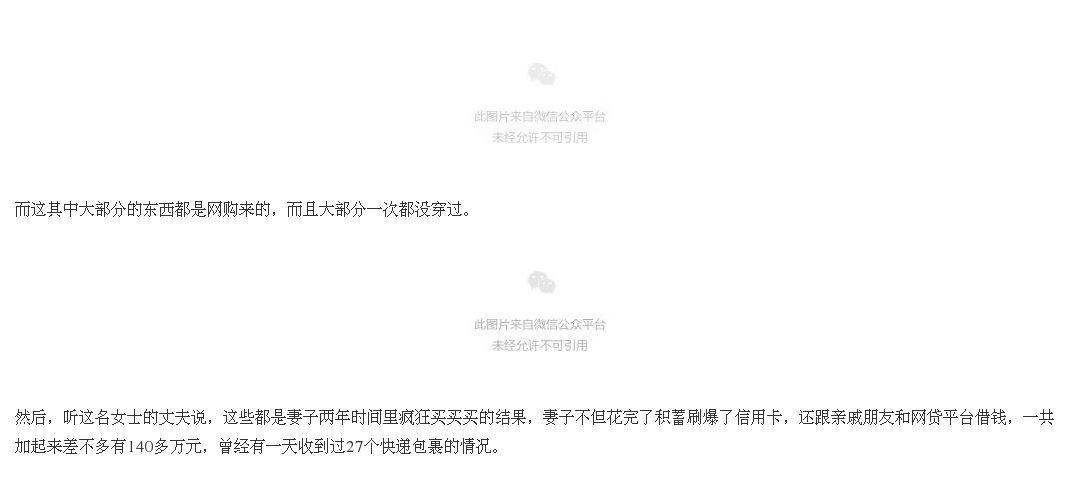 此图片来自微信公众平台
未经允许不可引用
而这其中大部分的东西都是网购来的，而且大部分一次都没穿过。
此图片来自微信公众平台
未经允许不可引用
然后，听这名女士的丈夫说，这些都是妻子两年时间里疯狂买买买的结果，妻子不但花完了积蓄刷爆了信用卡，还跟亲戚朋友和网贷平台借钱，一共
加起来差不多有140多万元，曾经有一天收到过27个快递包裹的情况。